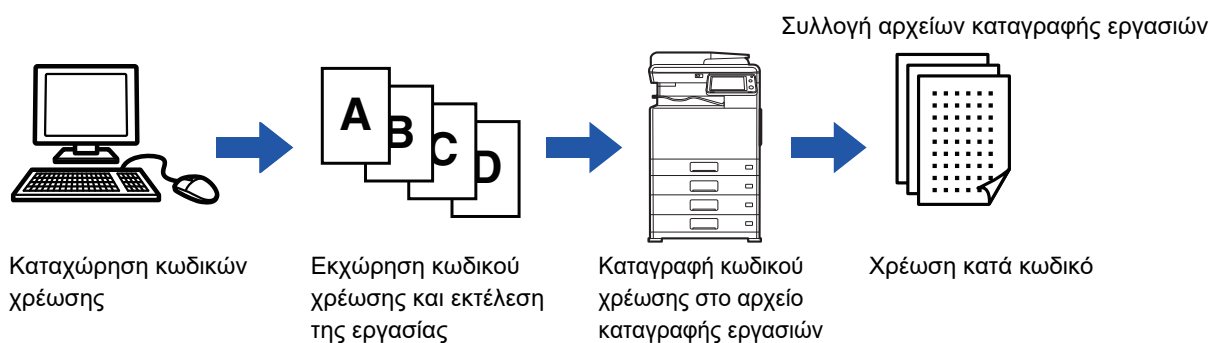 Συλλογή αρχείων καταγραφής εργασιών
A
B
C
D
Καταχώρηση κωδικών
χρέωσης
Εκχώρηση κωδικού
χρέωσης και εκτέλεση
της εργασίας
Καταγραφή κωδικού
χρέωσης στο αρχείο
καταγραφής εργασιών
Χρέωση κατά κωδικό